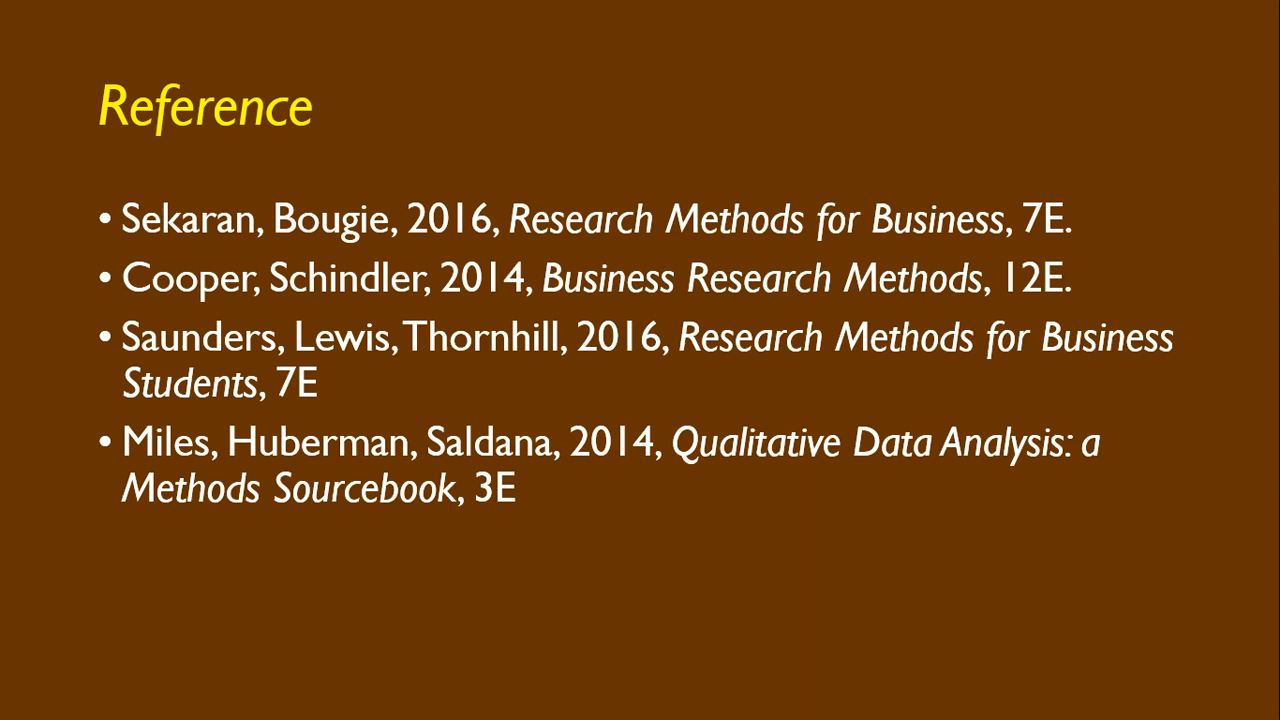 Reference
• Sekaran, Bougie, 2016, Research Methods for Business, 7E.
• Cooper, Schindler, 2014, Business Research Methods, 12E.
• Saunders, Lewis, Thornhill, 2016, Research Methods for Business
Students, 7E
• Miles, Huberman, Saldana, 2014, Qualitative Data Analysis: a
Methods Sourcebook, 3E